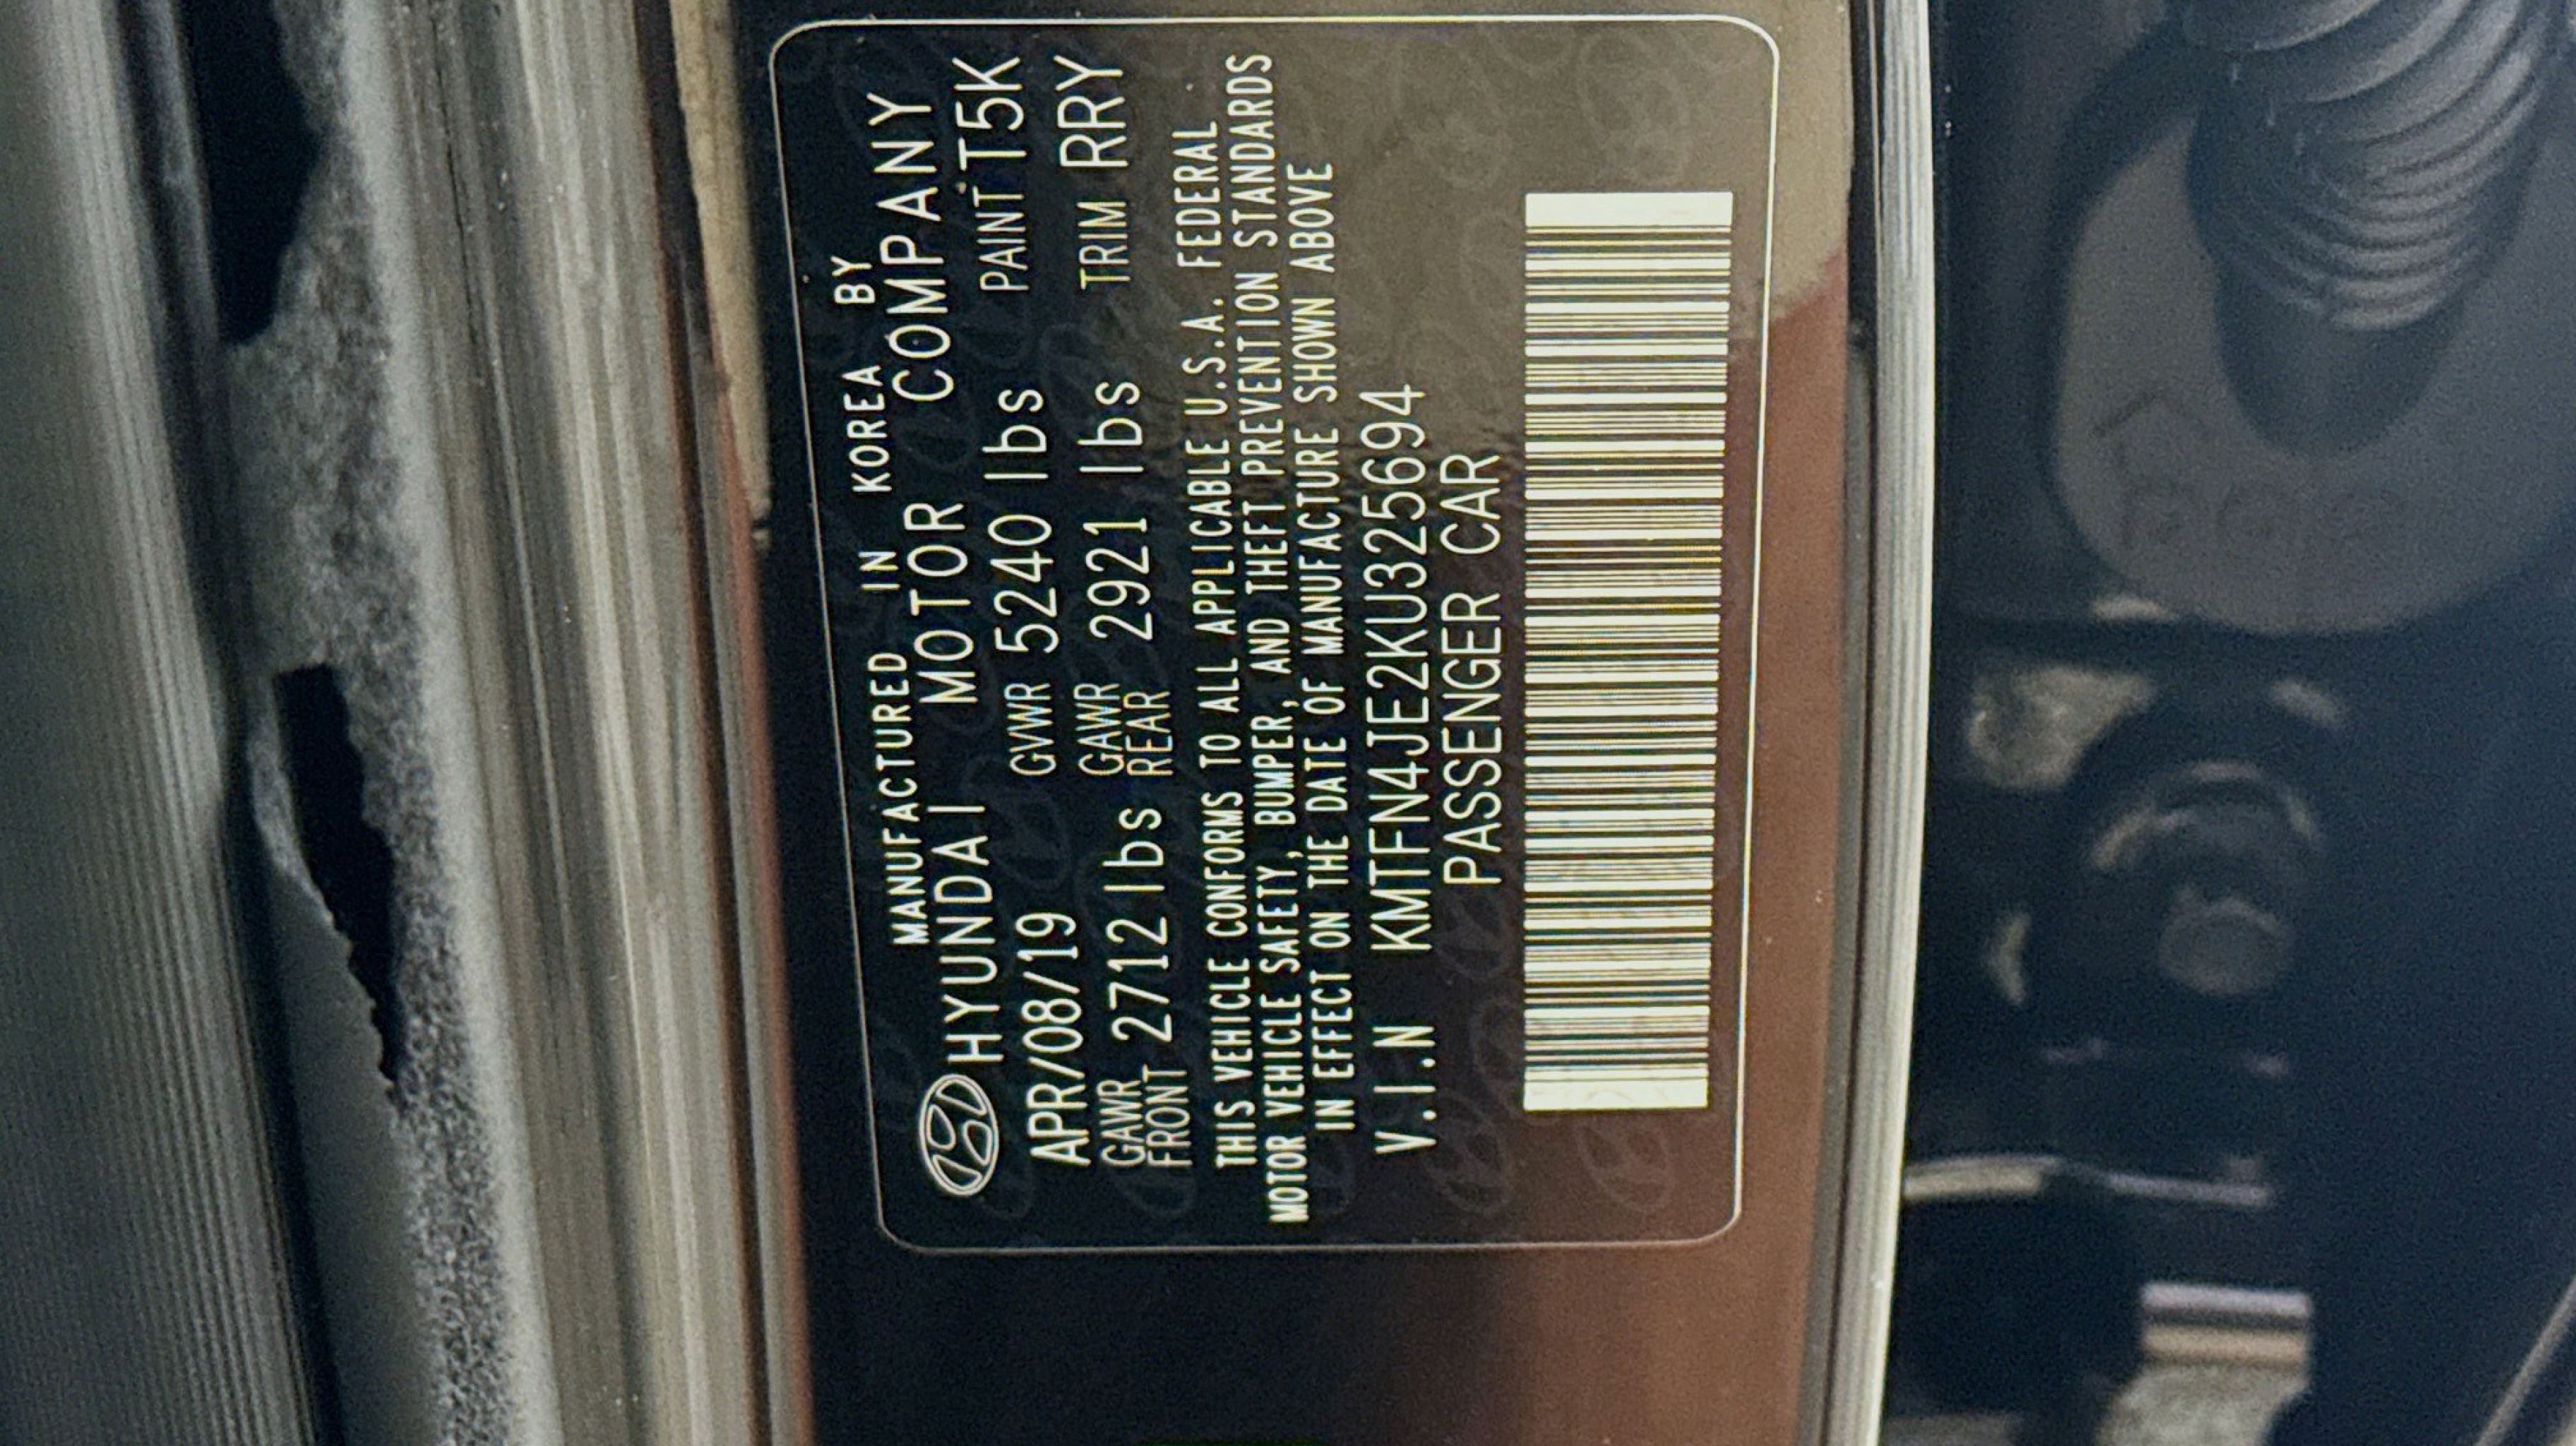 MANUFACTURED IN KOREA BY
HYUNDAI MOTOR COMPANY
APR/08/19 GVWR 5240 lbs PAINT T5K
GAWR FRONT 2712 lbs GAWR REAR 2921 lbs TRIM RRY
THIS VEHICLE CONFORMS TO ALL APPLICABLE U.S.A. FEDERAL
MOTOR VEHICLE SAFETY, BUMPER, AND THEFT PREVENTION STANDARDS
IN EFFECT ON THE DATE OF MANUFACTURE SHOWN ABOVE
V.I.N KMTFN4JE2KU325694
PASSENGER CAR